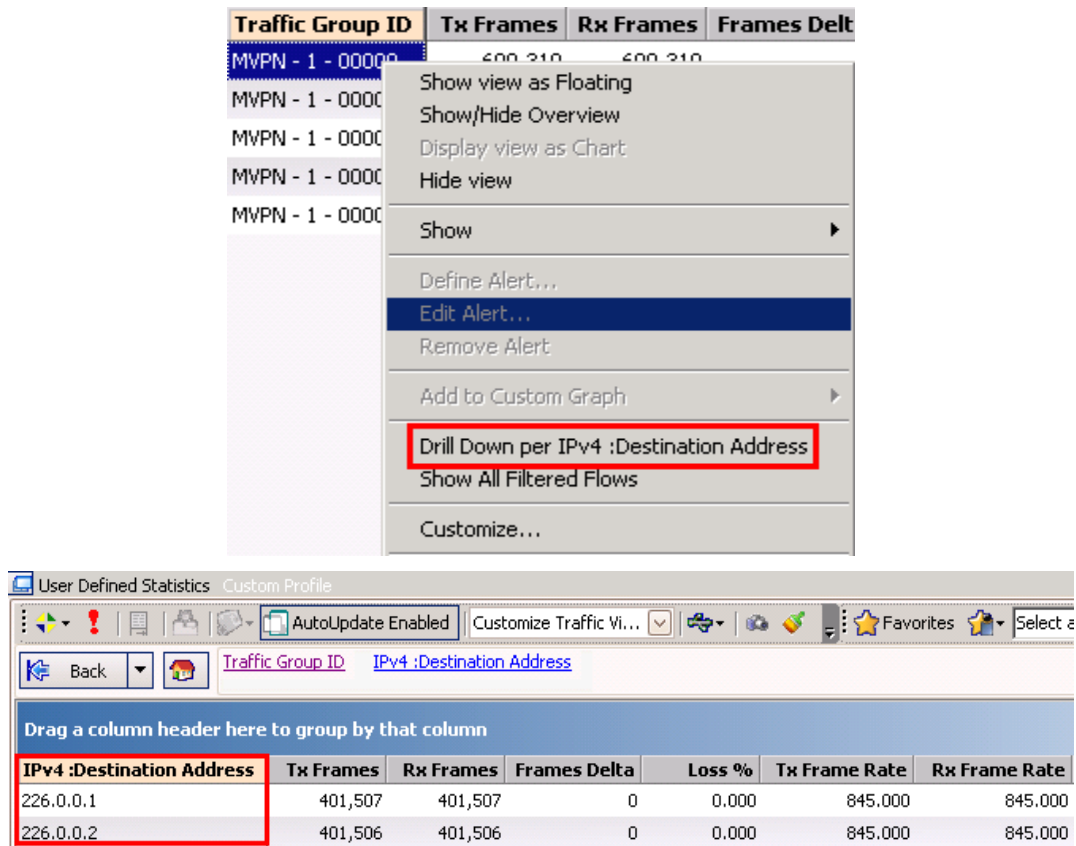 Traffic Group ID Tx Frames Rx Frames Frames Delt
MVPN - 1 - 00000
MVPN - 1 - 0000
MVPN - 1 - 0000
MVPN - 1 - 0000
MVPN - 1 - 0000
Show view as Floating
Show/Hide Overview
Display view as Chart
Hide view
Show
Define Alert...
Edit Alert...
Remove Alert
Add to Custom Graph
Drill Down per IPv4 :Destination Address
Show All Filtered Flows
Customize...
User Defined Statistics Custom Profile
AutoUpdate Enabled Customize Traffic Vi... Favorites Select a
Back Traffic Group ID IPv4 :Destination Address
Drag a column header here to group by that column
IPv4 :Destination Address Tx Frames Rx Frames Frames Delta Loss % Tx Frame Rate Rx Frame Rate
226.0.0.1 401,507 401,507 0 0.000 845.000 845.000
226.0.0.2 401,506 401,506 0 0.000 845.000 845.000